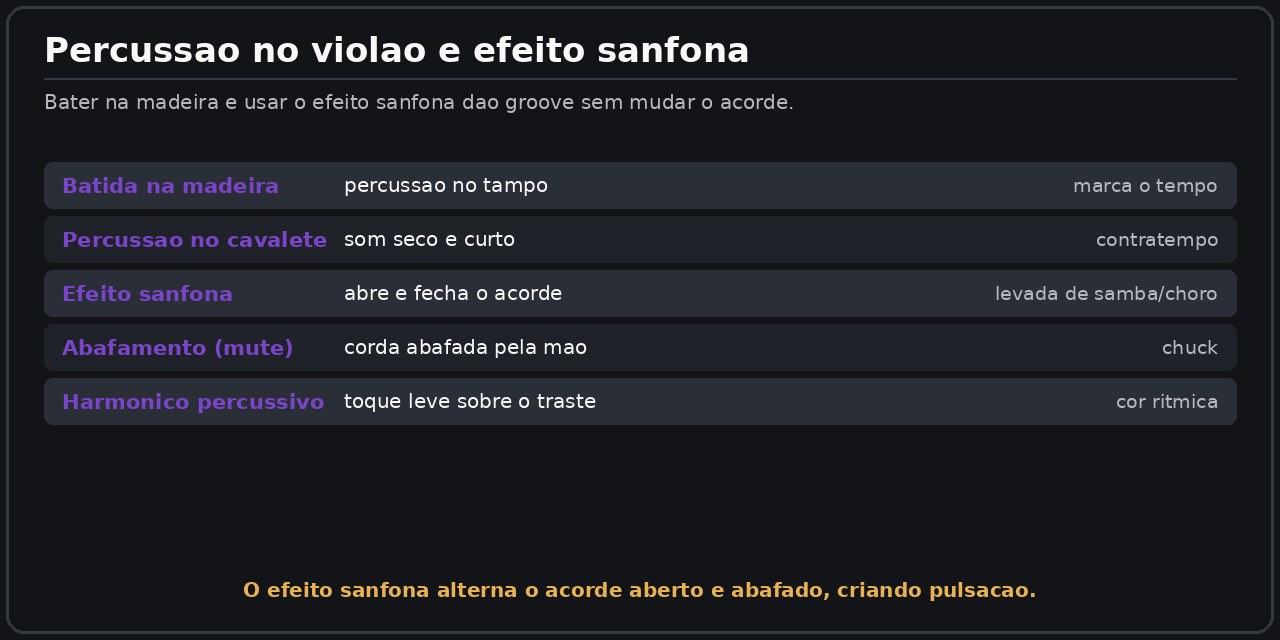 Percussao no violao e efeito sanfona
Bater na madeira e usar o efeito sanfona dao groove sem mudar o acorde.
Batida na madeira percussao no tampo marca o tempo
Percussao no cavalete som seco e curto contratempo
Efeito sanfona abre e fecha o acorde levada de samba/choro
Abafamento (mute) corda abafada pela mao chuck
Harmonico percussivo toque leve sobre o traste cor ritmica
O efeito sanfona alterna o acorde aberto e abafado, criando pulsacao.